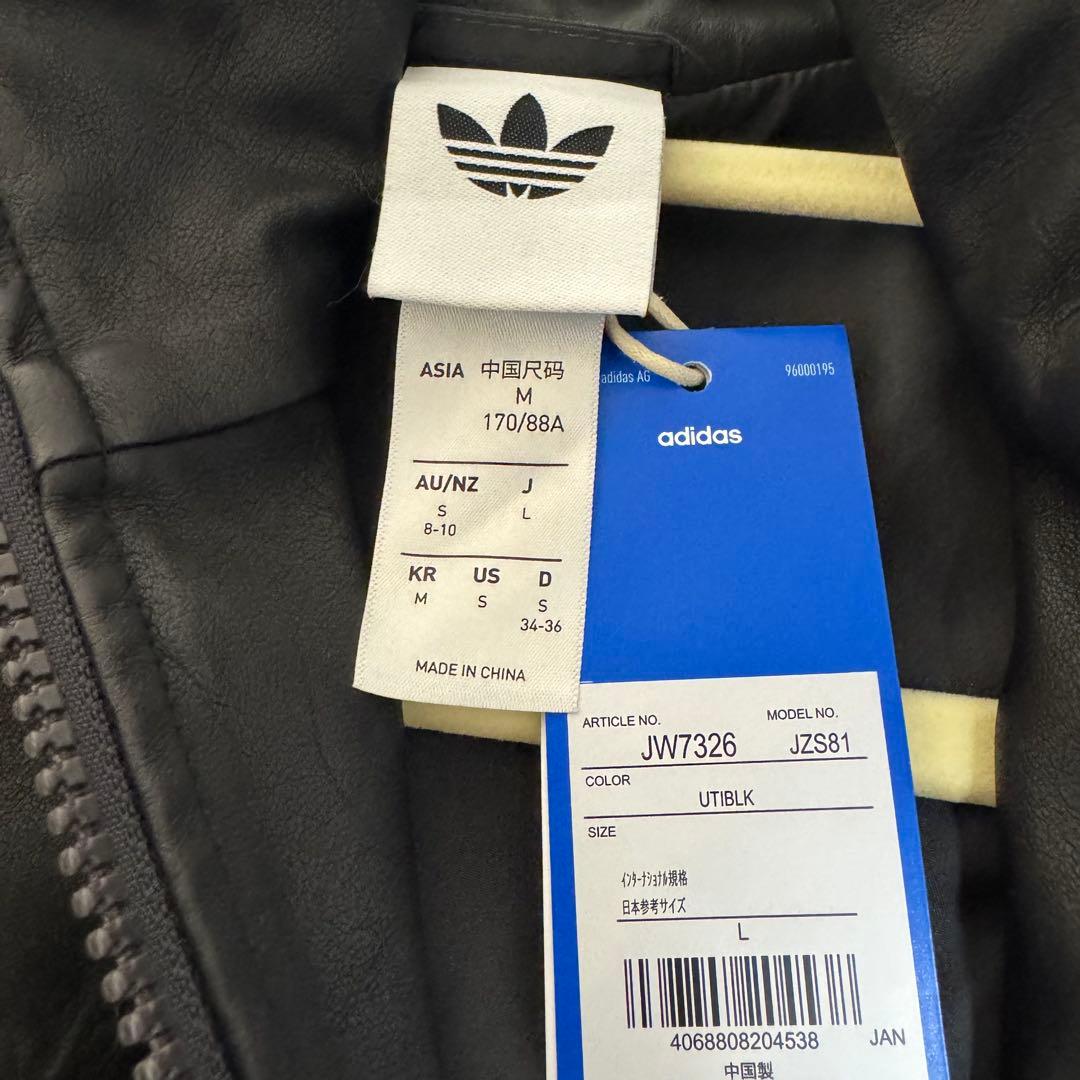 ASIA 中国尺码
M
170/88A
AU/NZ J
S L
8-10
KR US D
M S S
34-36
MADE IN CHINA
adidas AG 96000195
adidas
ARTICLE NO. MODEL NO.
JW7326 JZS81
COLOR
UTIBLK
SIZE
インターナショナル規格
日本参考サイズ
L
4068808204538 JAN
中国製